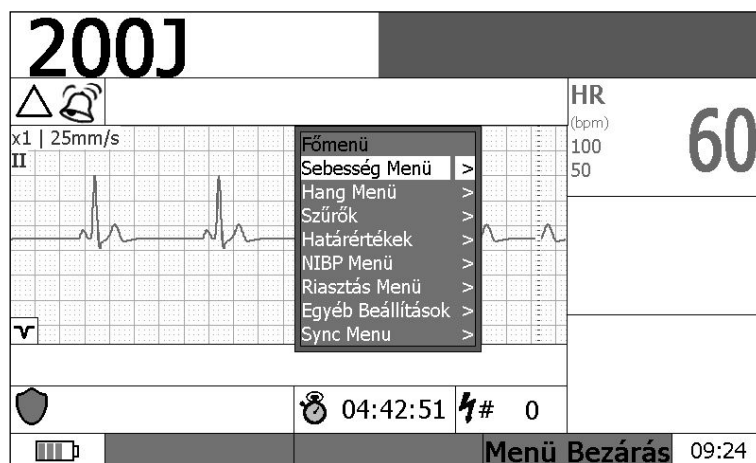 200J
HR
(bpm)
100
50
60
x1 | 25mm/s
II
Főmenü
Sebesség Menü >
Hang Menü >
Szűrők >
Határértékek >
NIBP Menü >
Riasztás Menü >
Egyéb Beállítások >
Sync Menu >
04:42:51
# 0
Menü Bezárás
09:24